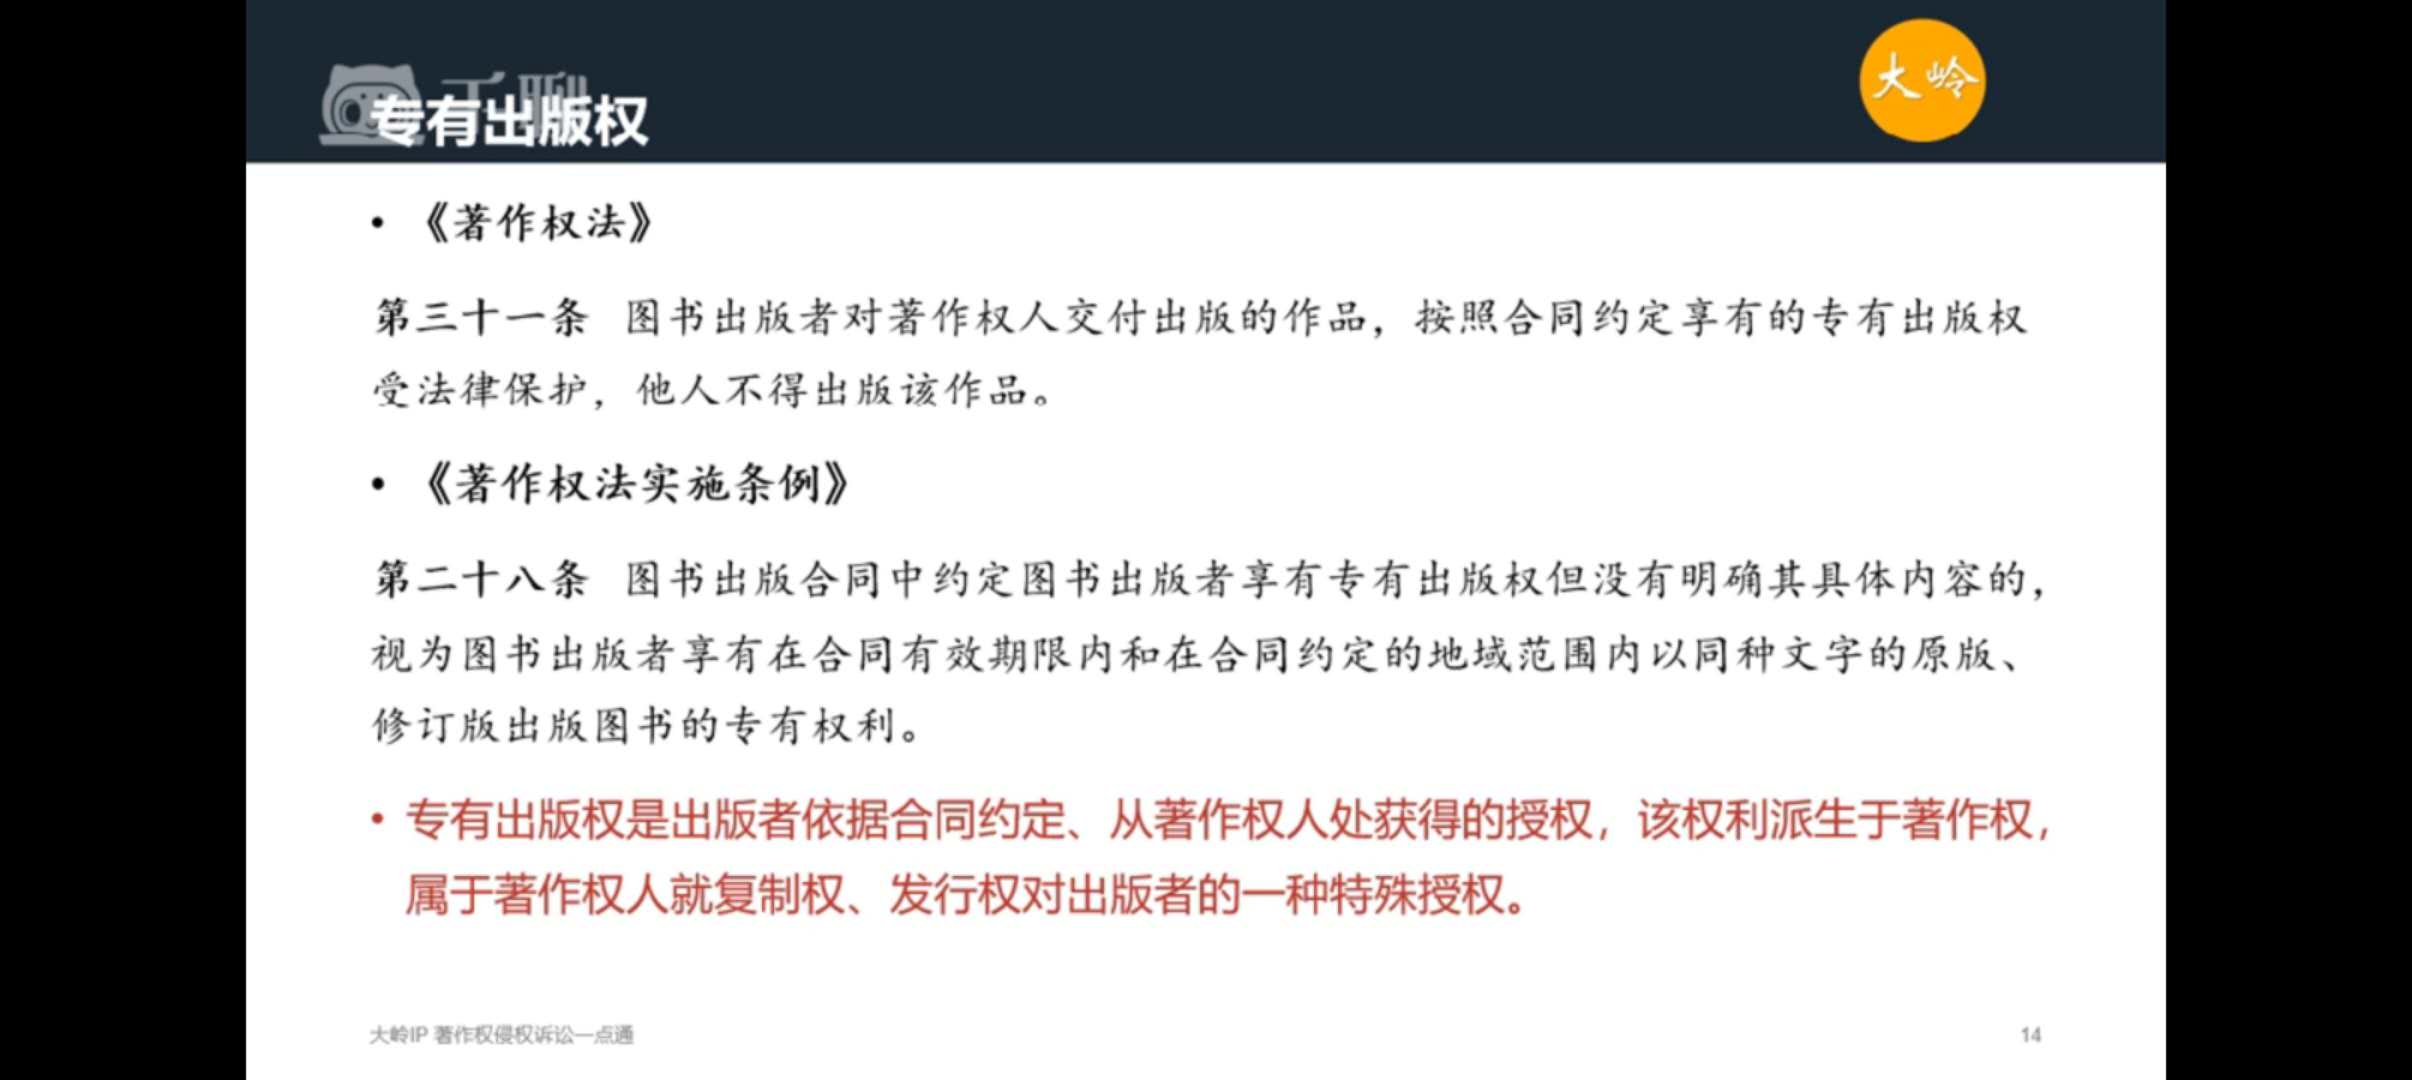 千聊
专有出版权
大岭
• 《著作权法》
第三十一条 图书出版者对著作权人交付出版的作品，按照合同约定享有的专有出版权
受法律保护，他人不得出版该作品。
• 《著作权法实施条例》
第二十八条 图书出版合同中约定图书出版者享有专有出版权但没有明确其具体内容的，
视为图书出版者享有在合同有效期限内和在合同约定的地域范围内以同种文字的原版、
修订版出版图书的专有权利。
• 专有出版权是出版者依据合同约定、从著作权人处获得的授权，该权利派生于著作权，
属于著作权人就复制权、发行权对出版者的一种特殊授权。
大岭IP 著作权侵权诉讼一点通
14